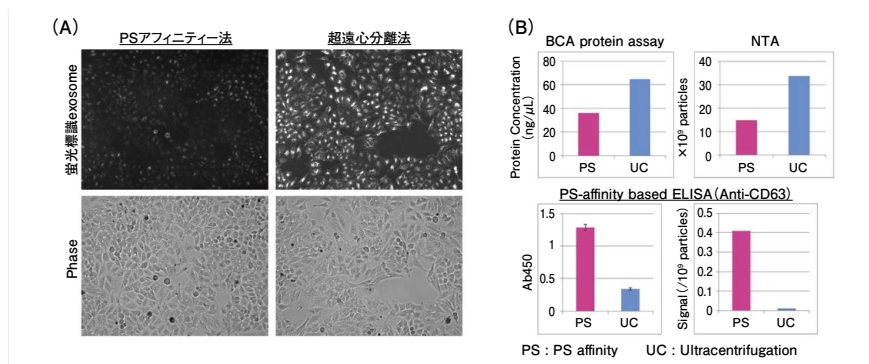 (A)
PSアフィニティー法
超遠心分離法
蛍光標識exosome
Phase
(B)
BCA protein assay
Protein Concentration
(ng/μL)
80
60
40
20
0
PS
UC
NTA
×10⁹ particles
40
30
20
10
0
PS
UC
PS-affinity based ELISA(Anti-CD63)
Ab450
1.5
1
0.5
0
PS
UC
Signal(/10⁹ particles)
0.5
0.4
0.3
0.2
0.1
0
PS
UC
PS : PS affinity UC : Ultracentrifugation